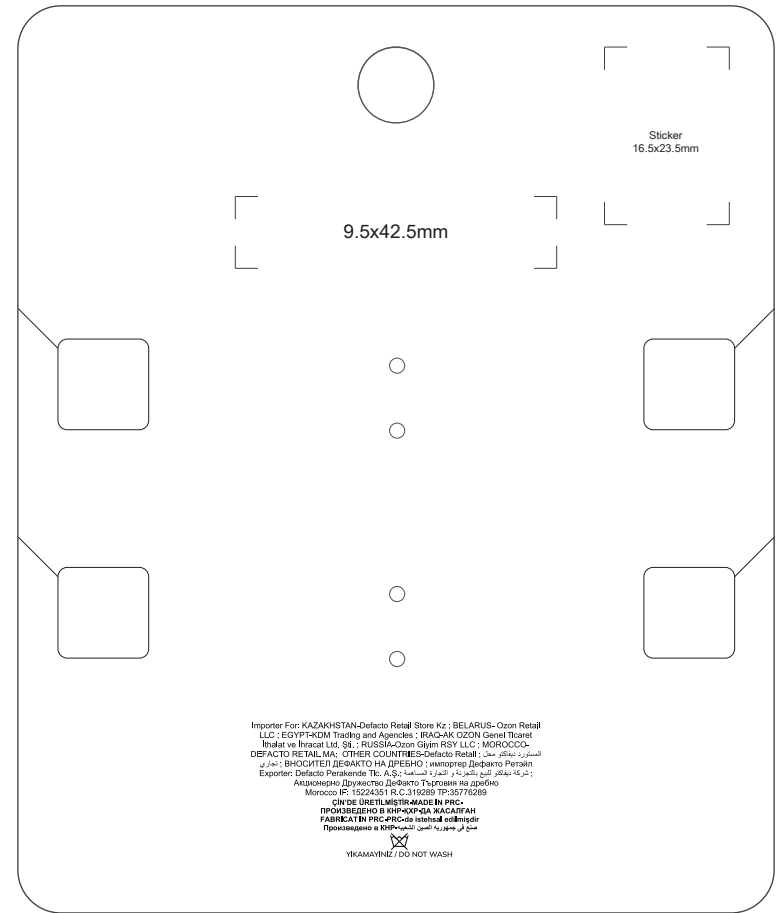 Sticker
16.5x23.5mm
9.5x42.5mm
Importer For: KAZAKHSTAN-Defacto Retail Store Kz ; BELARUS- Ozon Retail
LLC ; EGYPT-KDM Trading and Agencies ; IRAQ-AK OZON Genel Ticaret
İthalat ve İhracat Ltd. Şti. ; RUSSIA-Ozon Giyim RSY LLC ; MOROCCO-
DEFACTO RETAIL MA; OTHER COUNTRIES-Defacto Retail ; المستورد ديفاكتو محل
تجاري ; ВНОСИТЕЛ ДЕФАКТО НА ДРЕБНО ; импортер Дефакто Ретэйл
Exporter: Defacto Perakende Tic. A.Ş.; شركة ديفاكتو للبيع بالتجزئة و التجارة المساهمة ;
Акционерно Дружество ДеФакто Търговия на дребно
Morocco IF: 15224351 R.C.319289 TP:35776289
ÇİN'DE ÜRETİLMİŞTİR•MADE IN PRC•
ПРОИЗВЕДЕНО В КНР•ҚХР•ДА ЖАСАЛҒАН
FABRICAT IN PRC•PRC•də istehsal edilmişdir
Произведено в КНР•صنع في جمهوريه الصين الشعبيه
YIKAMAYINIZ / DO NOT WASH